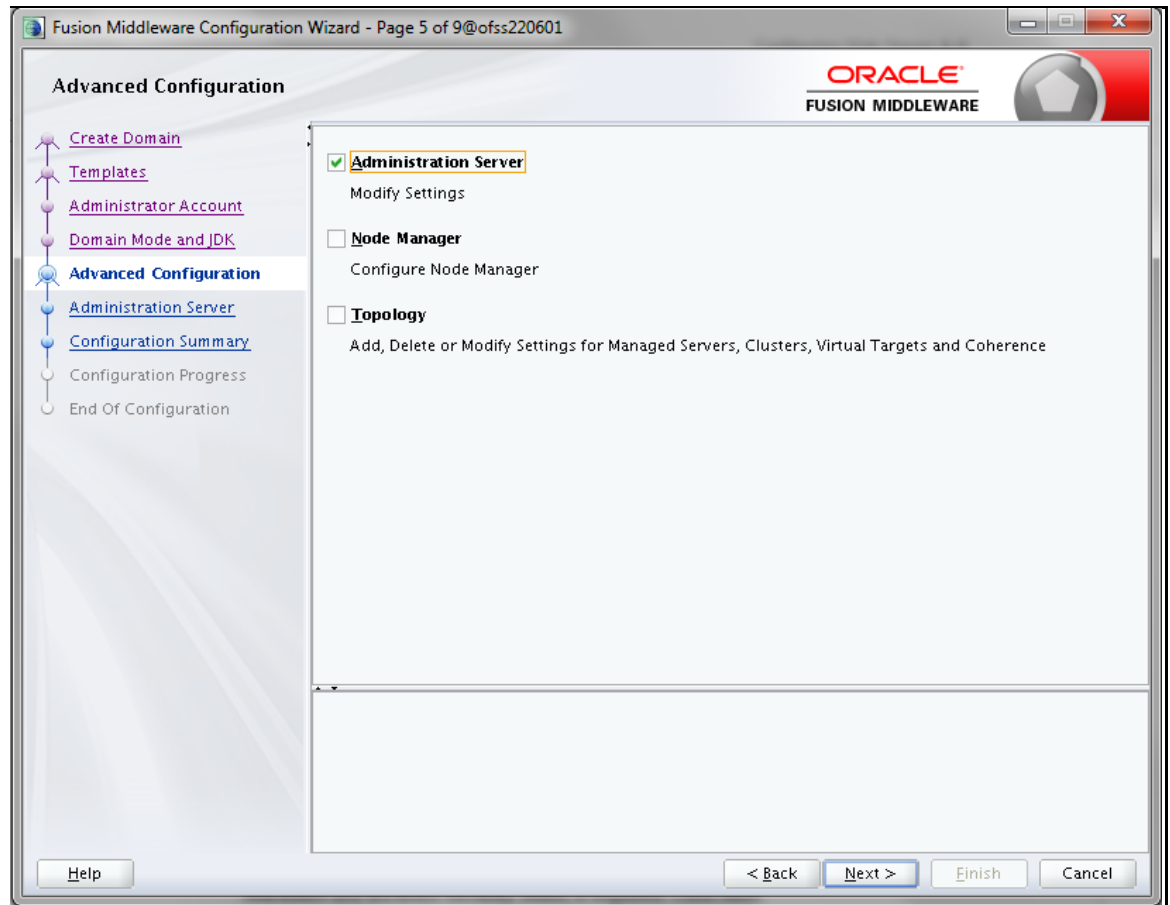 Fusion Middleware Configuration Wizard - Page 5 of 9@ofss220601
Advanced Configuration
ORACLE
FUSION MIDDLEWARE
Create Domain
Templates
Administrator Account
Domain Mode and JDK
Advanced Configuration
Administration Server
Configuration Summary
Configuration Progress
End Of Configuration
Administration Server
Modify Settings
Node Manager
Configure Node Manager
Topology
Add, Delete or Modify Settings for Managed Servers, Clusters, Virtual Targets and Coherence
Help
< Back
Next >
Finish
Cancel